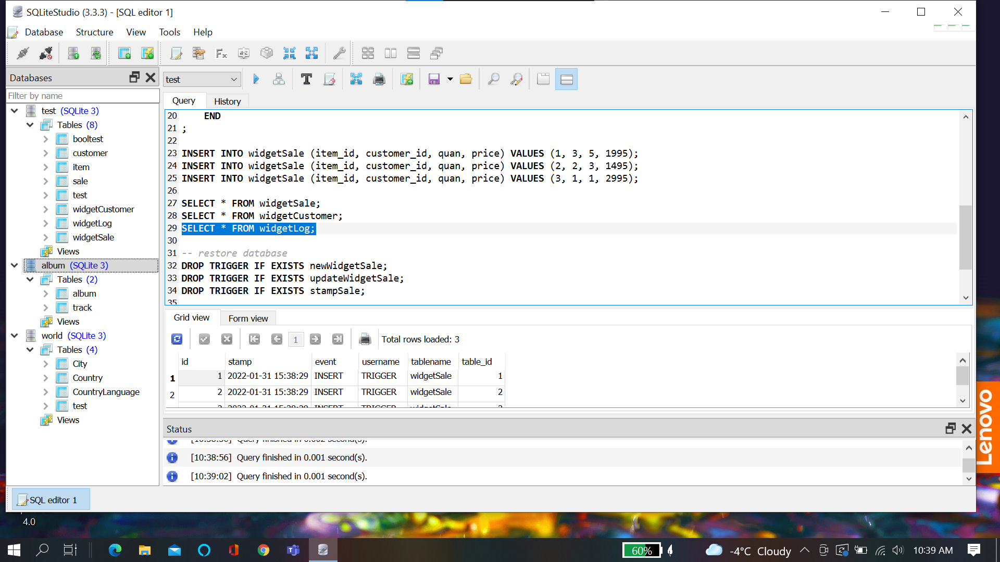 SQLiteStudio (3.3.3) - [SQL editor 1]
Database Structure View Tools Help
Databases
Filter by name
test (SQLite 3)
Tables (8)
booltest
customer
item
sale
test
widgetCustomer
widgetLog
widgetSale
Views
album (SQLite 3)
Tables (2)
album
track
Views
world (SQLite 3)
Tables (4)
City
Country
CountryLanguage
test
Views
test
Query History
20 END
21 ;
22
23 INSERT INTO widgetSale (item_id, customer_id, quan, price) VALUES (1, 3, 5, 1995);
24 INSERT INTO widgetSale (item_id, customer_id, quan, price) VALUES (2, 2, 3, 1495);
25 INSERT INTO widgetSale (item_id, customer_id, quan, price) VALUES (3, 1, 1, 2995);
26
27 SELECT * FROM widgetSale;
28 SELECT * FROM widgetCustomer;
29 SELECT * FROM widgetLog;
30
31 -- restore database
32 DROP TRIGGER IF EXISTS newWidgetSale;
33 DROP TRIGGER IF EXISTS updateWidgetSale;
34 DROP TRIGGER IF EXISTS stampSale;
35
Grid view Form view
1 Total rows loaded: 3
id stamp event username tablename table_id
1 1 2022-01-31 15:38:29 INSERT TRIGGER widgetSale 1
2 2 2022-01-31 15:38:29 INSERT TRIGGER widgetSale 2
Status
[10:38:56] Query finished in 0.001 second(s).
[10:39:02] Query finished in 0.001 second(s).
SQL editor 1
Lenovo
4.0
60% -4°C Cloudy 10:39 AM